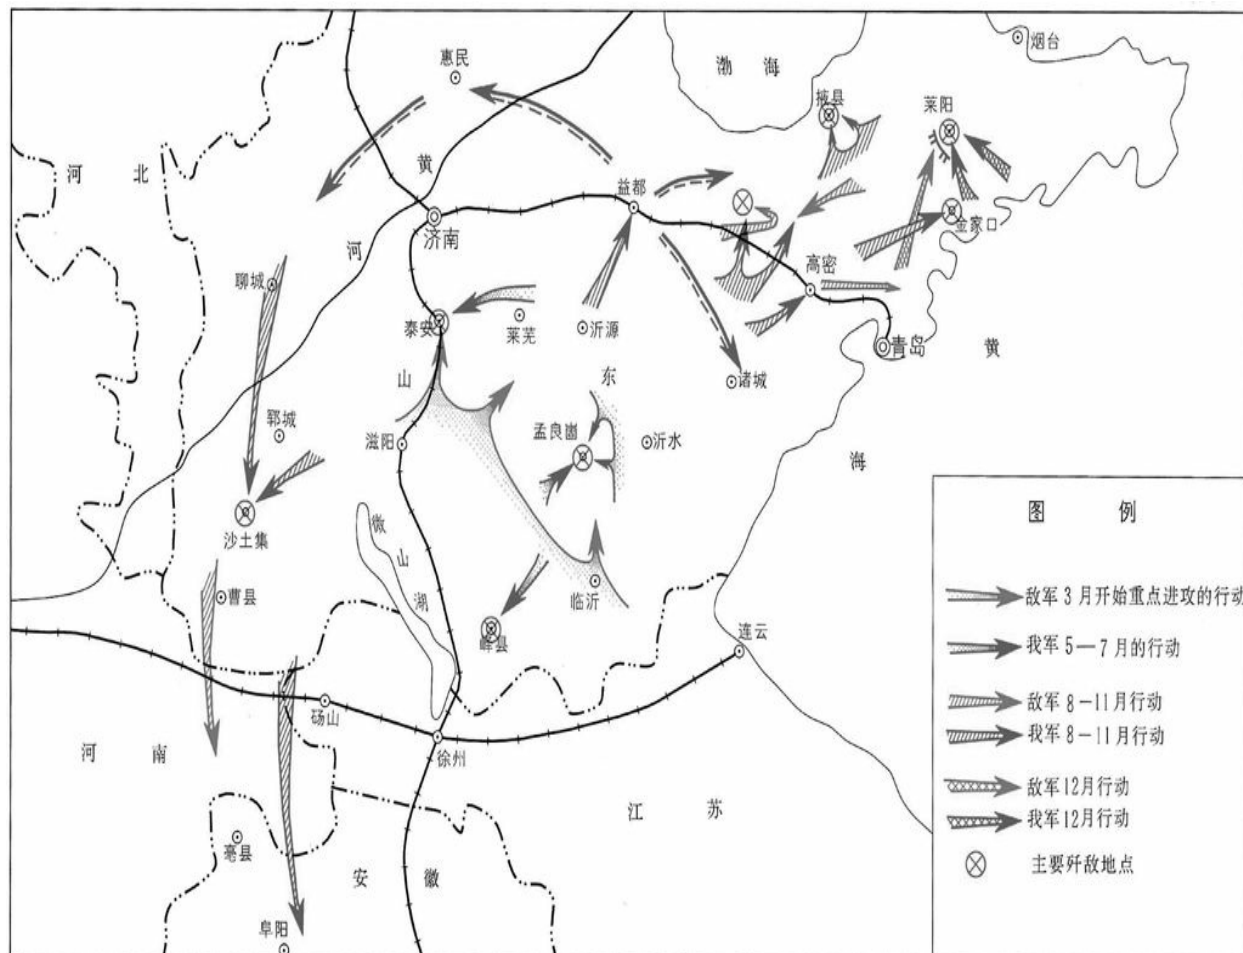 烟台
惠民
渤海
掖县
莱阳
河北
黄
益都
济南
河
金家口
高密
聊城
泰安
莱芜
沂源
青岛
黄
山
东
诸城
郓城
滋阳
孟良崮
沂水
海
沙土集
微
山
湖
曹县
临沂
峄县
连云
砀山
徐州
河南
江苏
亳县
安徽
阜阳
图例
敌军3月开始重点进攻的行动
我军5—7月的行动
敌军8－11月行动
我军8－11月行动
敌军12月行动
我军12月行动
主要歼敌地点